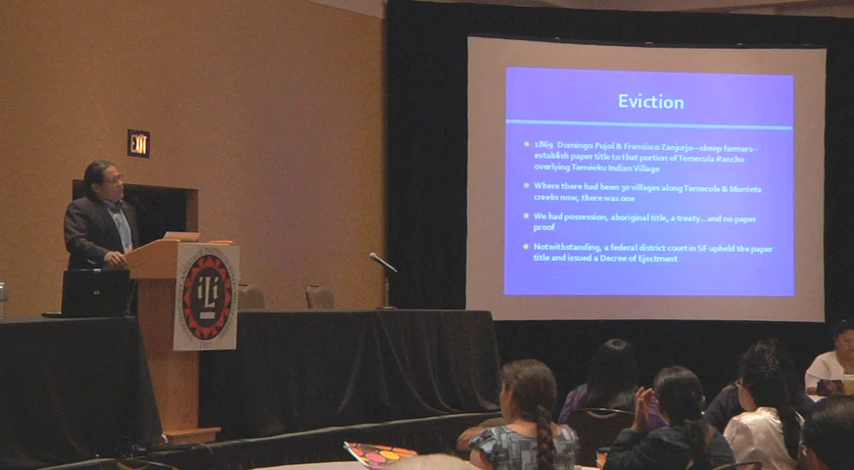 EXIT
Eviction
1869 Domingo Pujol & Francisco Zanjurjo—sheep farmers--
establish paper title to that portion of Temecula Rancho
overlying Temeeku Indian Village
Where there had been 30 villages along Temecula & Murrieta
creeks now, there was one
We had possession, aboriginal title, a treaty...and no paper
proof
Notwithstanding, a federal district court in SF upheld the paper
title and issued a Decree of Ejectment
iLi
2011